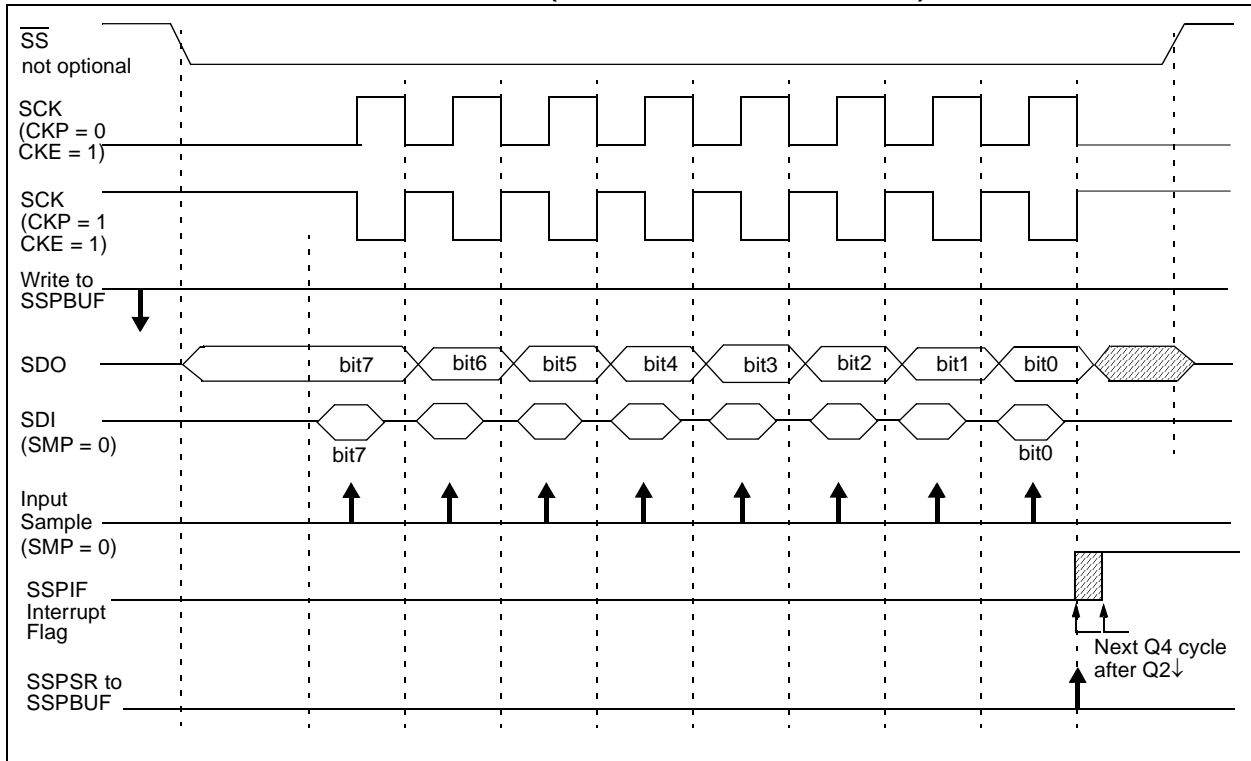 SS
not optional
SCK
(CKP = 0
CKE = 1)
SCK
(CKP = 1
CKE = 1)
Write to
SSPBUF
SDO
bit7
bit6
bit5
bit4
bit3
bit2
bit1
bit0
SDI
(SMP = 0)
bit7
bit0
Input
Sample
(SMP = 0)
SSPIF
Interrupt
Flag
Next Q4 cycle
after Q2↓
SSPSR to
SSPBUF